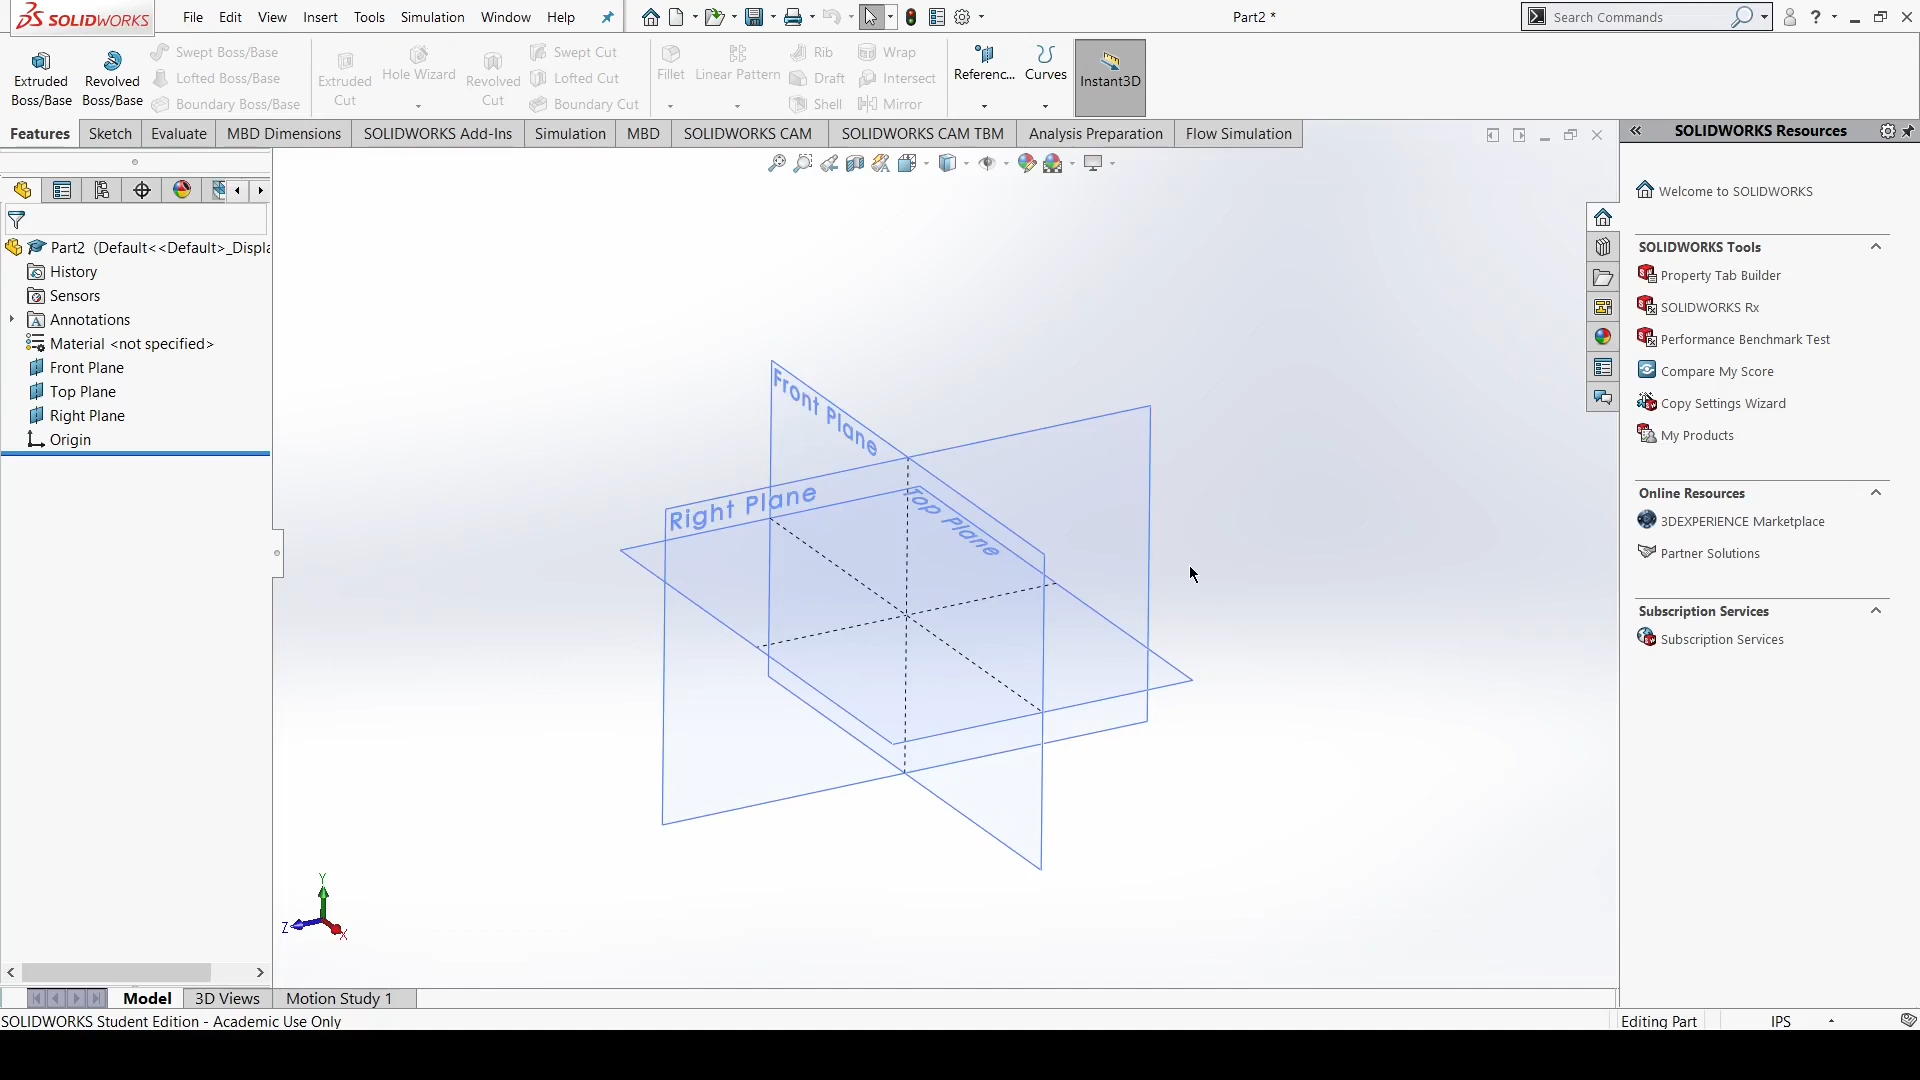 SOLIDWORKS
File Edit View Insert Tools Simulation Window Help
Part2 *
Search Commands
Extruded Boss/Base
Revolved Boss/Base
Swept Boss/Base
Lofted Boss/Base
Boundary Boss/Base
Extruded Cut
Hole Wizard
Revolved Cut
Swept Cut
Lofted Cut
Boundary Cut
Fillet
Linear Pattern
Rib
Draft
Shell
Wrap
Intersect
Mirror
Referenc...
Curves
Instant3D
Features Sketch Evaluate MBD Dimensions SOLIDWORKS Add-Ins Simulation MBD SOLIDWORKS CAM SOLIDWORKS CAM TBM Analysis Preparation Flow Simulation
Part2 (Default<<Default>_Displa
History
Sensors
Annotations
Material <not specified>
Front Plane
Top Plane
Right Plane
Origin
Front Plane
Right Plane
Top Plane
Y
Z
X
SOLIDWORKS Resources
Welcome to SOLIDWORKS
SOLIDWORKS Tools
Property Tab Builder
SOLIDWORKS Rx
Performance Benchmark Test
Compare My Score
Copy Settings Wizard
My Products
Online Resources
3DEXPERIENCE Marketplace
Partner Solutions
Subscription Services
Subscription Services
Model 3D Views Motion Study 1
SOLIDWORKS Student Edition - Academic Use Only
Editing Part
IPS